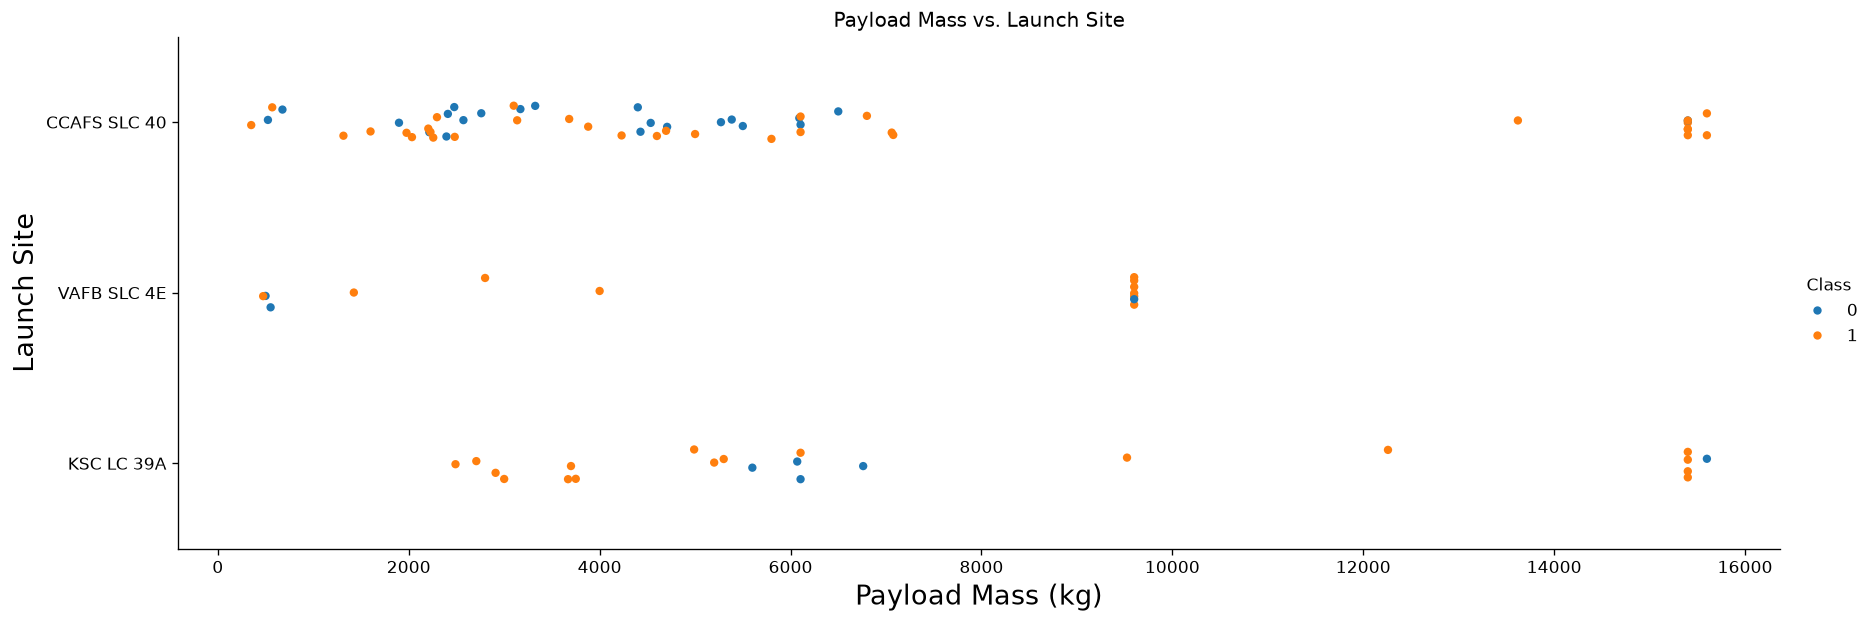 Payload Mass vs. Launch Site
Launch Site
CCAFS SLC 40
VAFB SLC 4E
KSC LC 39A
0 2000 4000 6000 8000 10000 12000 14000 16000
Payload Mass (kg)
Class
0
1